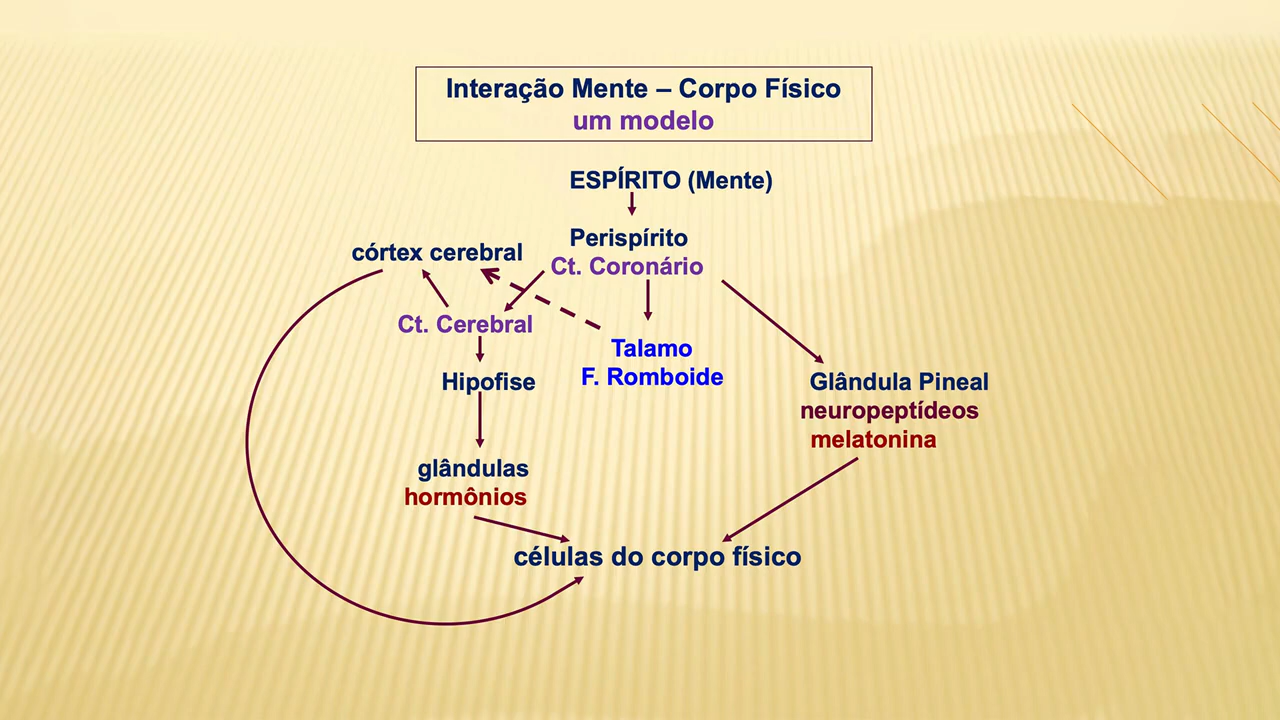 Interação Mente – Corpo Físico
um modelo
ESPÍRITO (Mente)
Perispírito
córtex cerebral
Ct. Coronário
Ct. Cerebral
Talamo
F. Romboide
Hipofise
Glândula Pineal
neuropeptídeos
melatonina
glândulas
hormônios
células do corpo físico